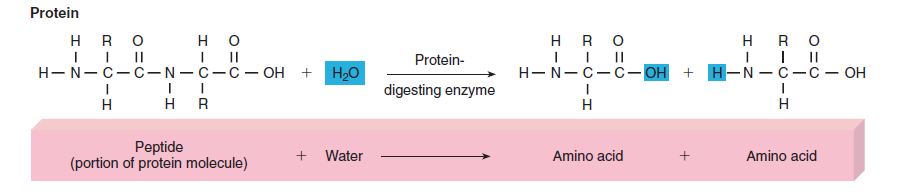 Protein
H R O H O H R O H R O
H—N—C—C—N—C—C—OH + H₂O Protein- H—N—C—C—OH + H—N—C—C—OH
digesting enzyme
H H R H H
Peptide
(portion of protein molecule) + Water Amino acid + Amino acid